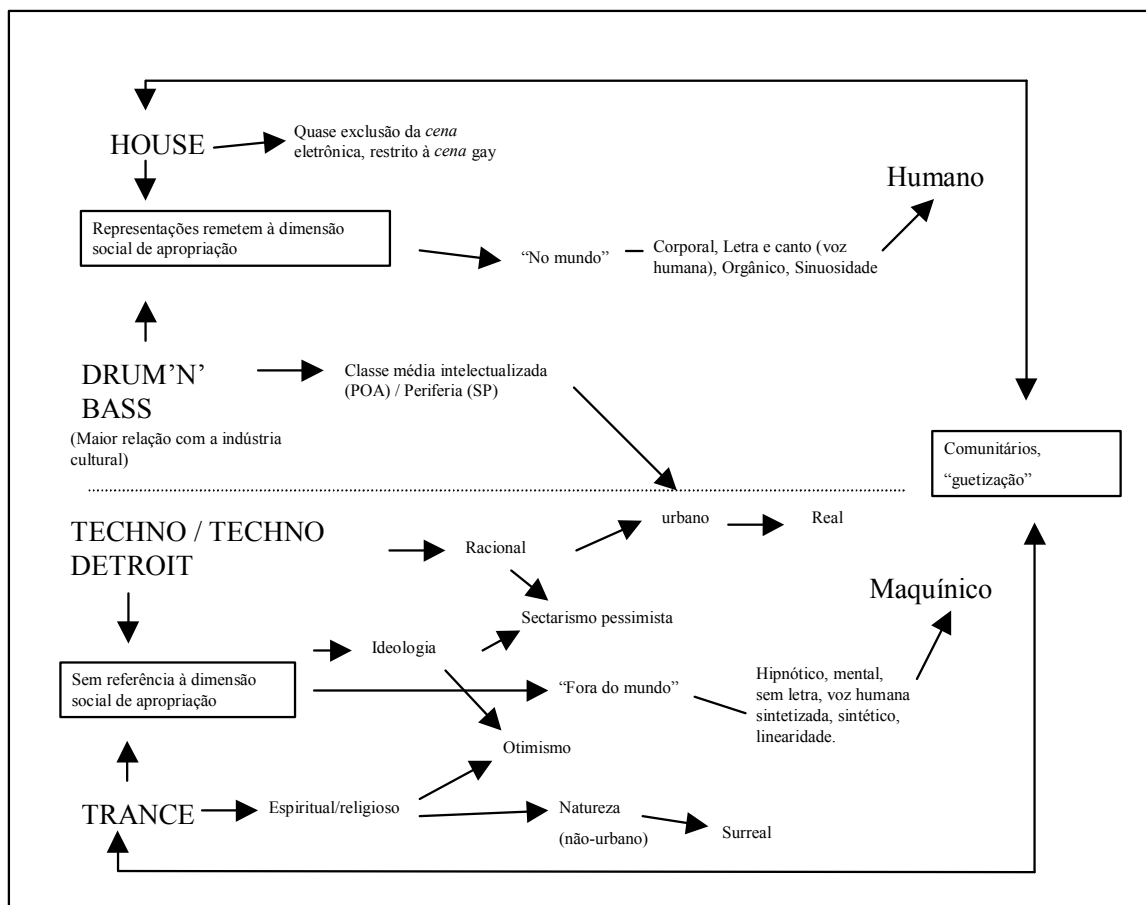 HOUSE
Quase exclusão da cena
eletrônica, restrito à cena gay
Humano
Representações remetem à dimensão
social de apropriação
“No mundo”
Corporal, Letra e canto (voz
humana), Orgânico, Sinuosidade
DRUM’N’
BASS
(Maior relação com a indústria
cultural)
Classe média intelectualizada
(POA) / Periferia (SP)
Comunitários,
“guetização”
TECHNO / TECHNO
DETROIT
Racional
urbano
Real
Sectarismo pessimista
Maquínico
Ideologia
Sem referência à dimensão
social de apropriação
“Fora do mundo”
Hipnótico, mental,
sem letra, voz humana
sintetizada, sintético,
linearidade.
Otimismo
TRANCE
Espiritual/religioso
Natureza
(não-urbano)
Surreal